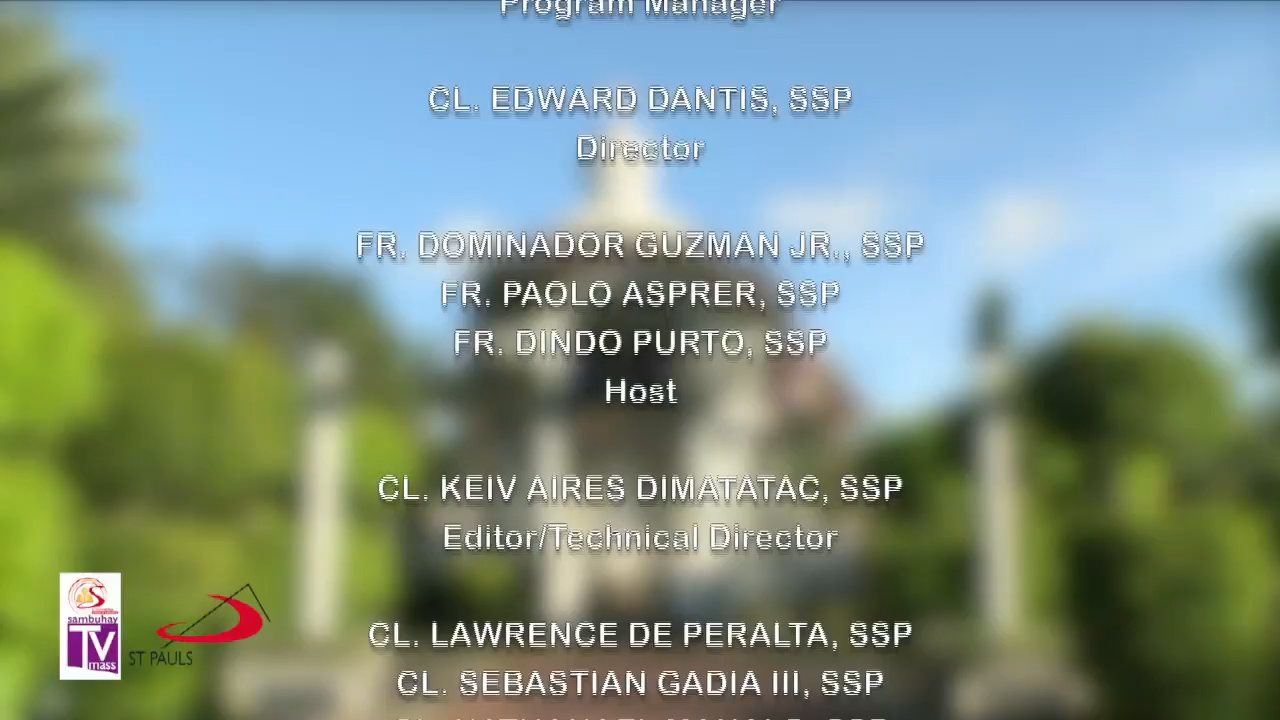 Program Manager
CL. EDWARD DANTIS, SSP
Director
FR. DOMINADOR GUZMAN JR., SSP
FR. PAOLO ASPRER, SSP
FR. DINDO PURTO, SSP
Host
CL. KEIV AIRES DIMATATAC, SSP
Editor/Technical Director
CL. LAWRENCE DE PERALTA, SSP
CL. SEBASTIAN GADIA III, SSP
sambuhay
TV
mass
ST PAULS